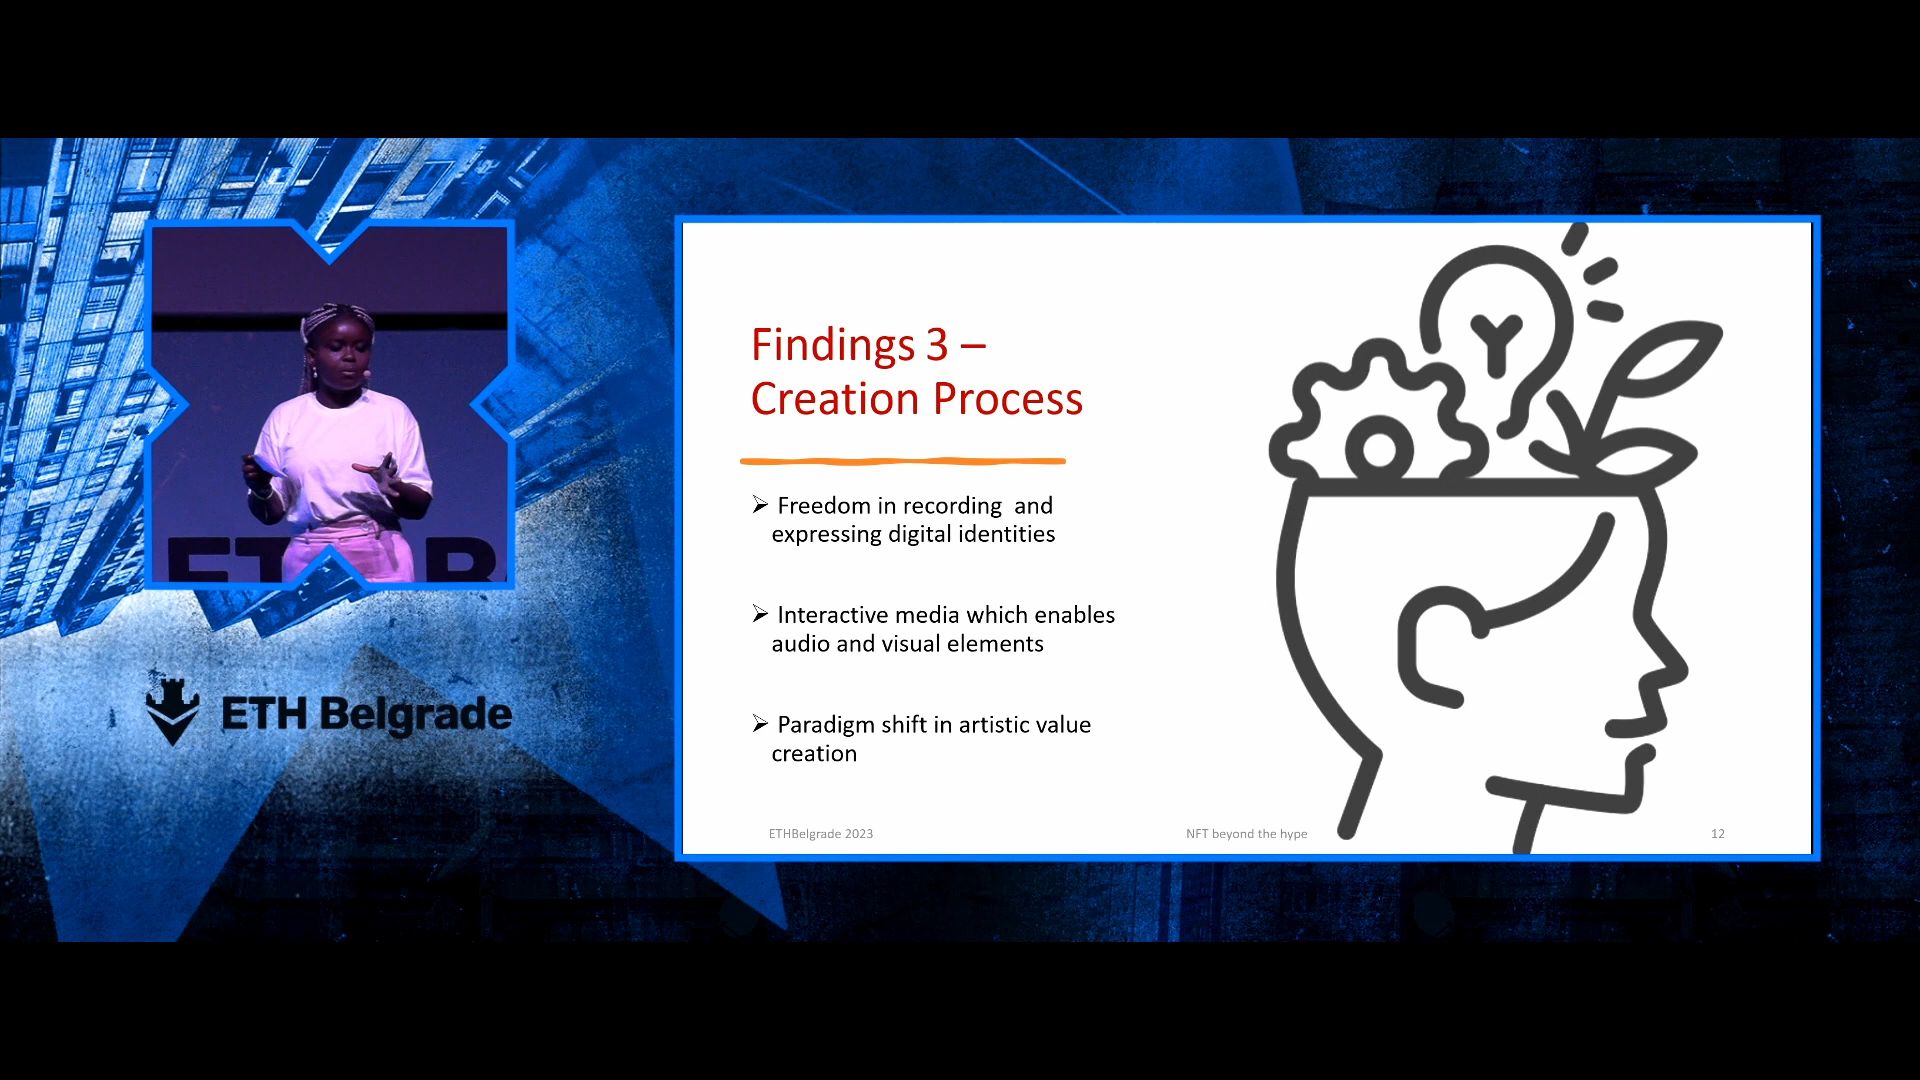 Findings 3 –
Creation Process
➢ Freedom in recording  and
expressing digital identities
➢ Interactive media which enables
audio and visual elements
➢ Paradigm shift in artistic value
creation
ETHBelgrade 2023
NFT beyond the hype
12
ETH Belgrade
ET
B